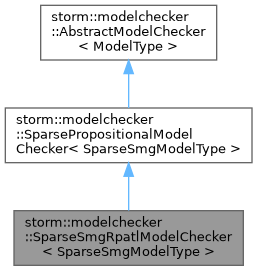 storm::modelchecker
::AbstractModelChecker
< ModelType >
storm::modelchecker
::SparsePropositionalModel
Checker< SparseSmgModelType >
storm::modelchecker
::SparseSmgRpatlModelChecker
< SparseSmgModelType >